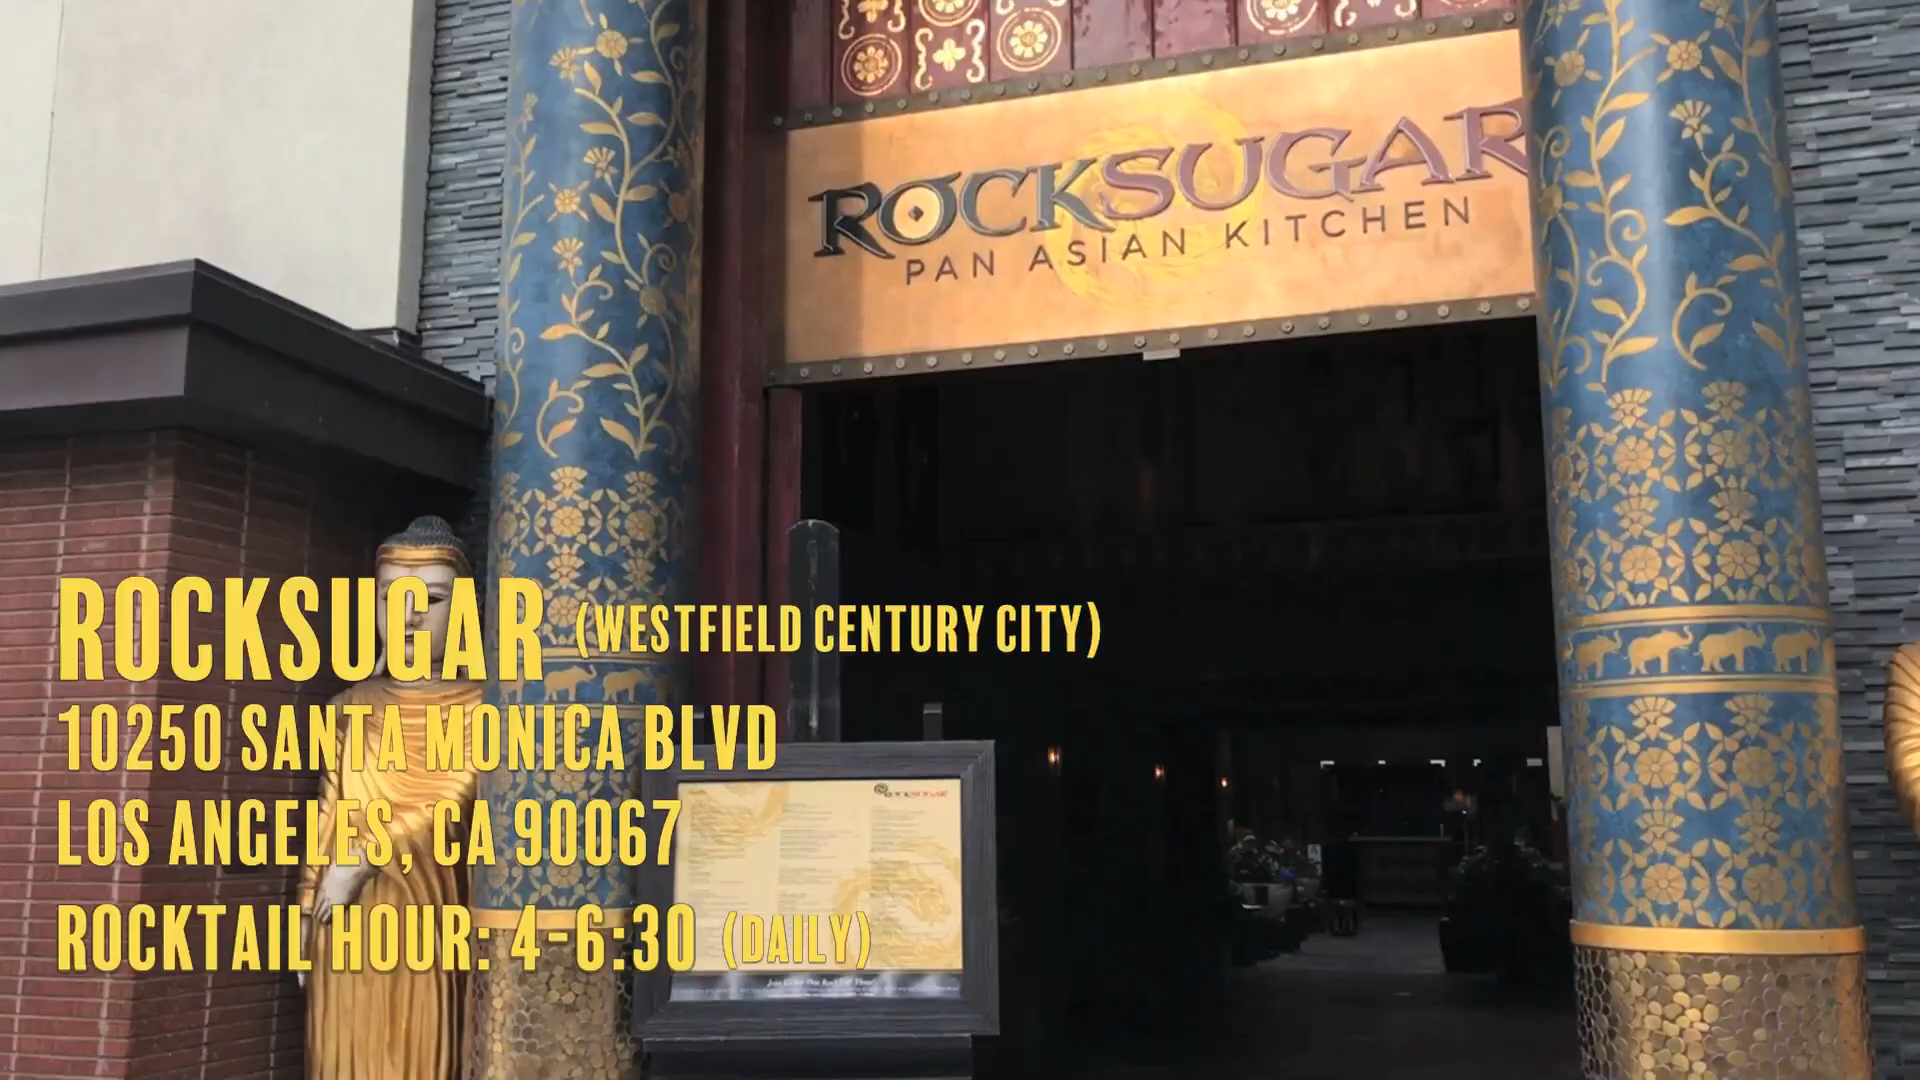 ROCKSUGAR
PAN ASIAN KITCHEN
ROCKSUGAR (WESTFIELD CENTURY CITY)
10250 SANTA MONICA BLVD
LOS ANGELES, CA 90067
ROCKTAIL HOUR: 4-6:30 (DAILY)
ROCKSUGAR